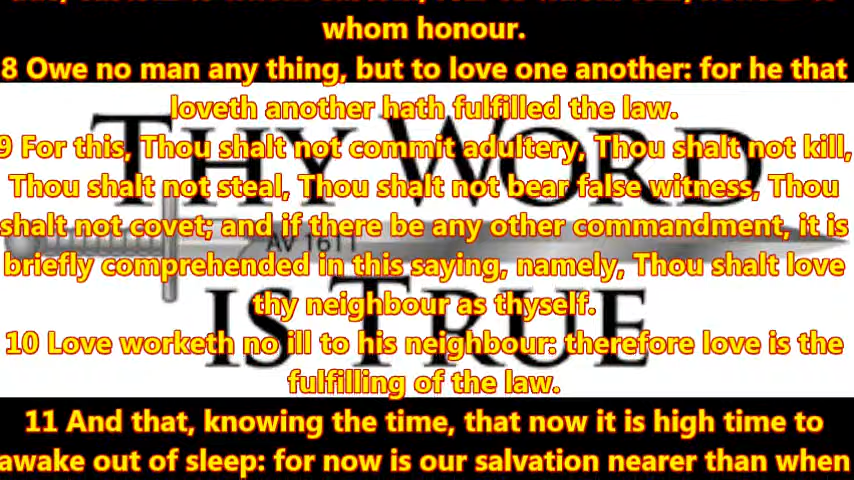 whom honour.
8 Owe no man any thing, but to love one another: for he that
loveth another hath fulfilled the law.
9 For this, Thou shalt not commit adultery, Thou shalt not kill,
Thou shalt not steal, Thou shalt not bear false witness, Thou
shalt not covet; and if there be any other commandment, it is
briefly comprehended in this saying, namely, Thou shalt love
thy neighbour as thyself.
10 Love worketh no ill to his neighbour: therefore love is the
fulfilling of the law.
11 And that, knowing the time, that now it is high time to
awake out of sleep: for now is our salvation nearer than when
THY WORD
AV 1611
IS TRUE